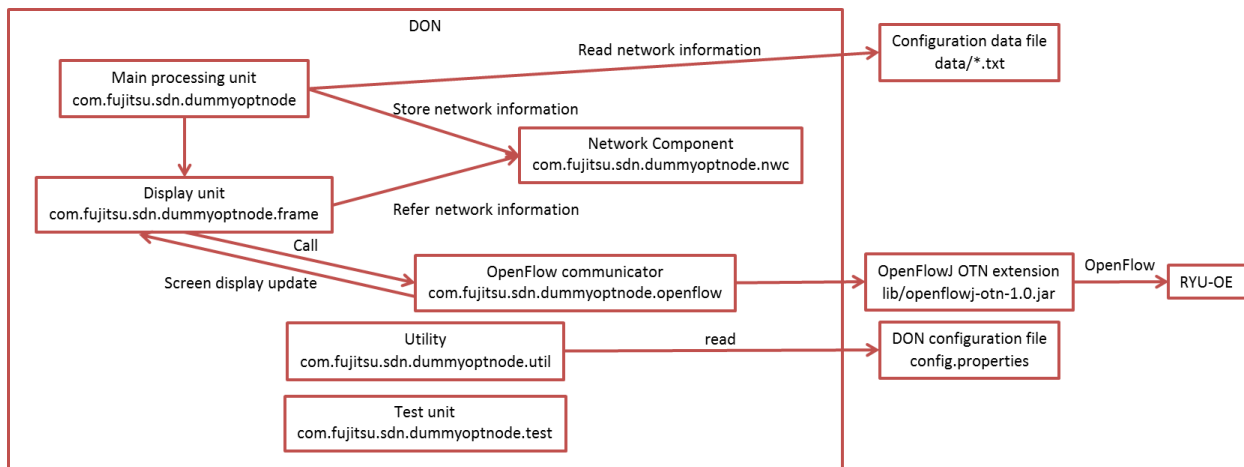 DON
Read network information
Configuration data file
data/*.txt
Main processing unit
com.fujitsu.sdn.dummyoptnode
Store network information
Network Component
com.fujitsu.sdn.dummyoptnode.nwc
Display unit
com.fujitsu.sdn.dummyoptnode.frame
Refer network information
Call
Screen display update
OpenFlow communicator
com.fujitsu.sdn.dummyoptnode.openflow
OpenFlowJ OTN extension
lib/openflowj-otn-1.0.jar
OpenFlow
RYU-OE
Utility
com.fujitsu.sdn.dummyoptnode.util
read
DON configuration file
config.properties
Test unit
com.fujitsu.sdn.dummyoptnode.test